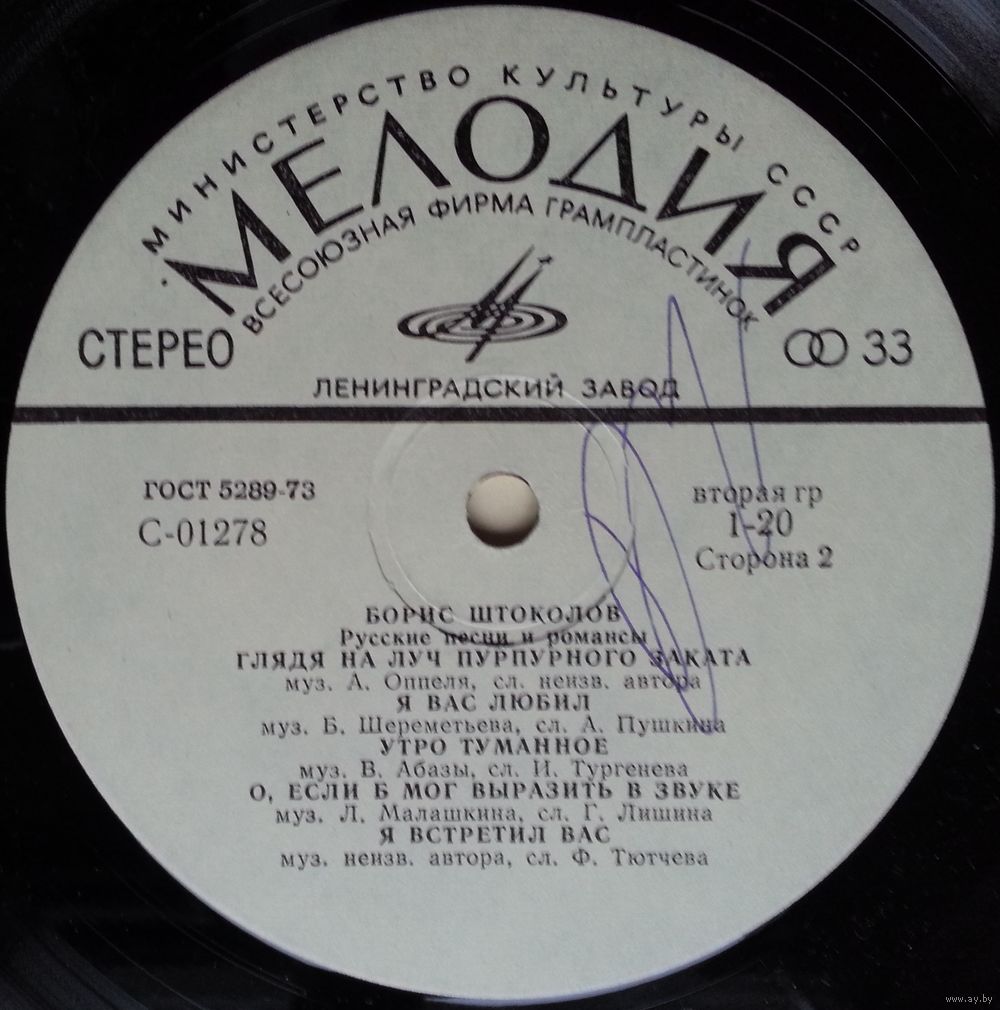 МИНИСТЕРСТВО КУЛЬТУРЫ СССР
МЕЛОДИЯ
ВСЕСОЮЗНАЯ ФИРМА ГРАМПЛАСТИНОК
СТЕРЕО
33
ЛЕНИНГРАДСКИЙ ЗАВОД
ГОСТ 5289-73
С-01278
вторая гр
1-20
Сторона 2
БОРИС ШТОКОЛОВ
Русские песни и романсы
ГЛЯДЯ НА ЛУЧ ПУРПУРНОГО ЗАКАТА
муз. А. Оппеля, сл. неизв. автора
Я ВАС ЛЮБИЛ
муз. Б. Шереметьева, сл. А. Пушкина
УТРО ТУМАННОЕ
муз. В. Абазы, сл. И. Тургенева
О, ЕСЛИ Б МОГ ВЫРАЗИТЬ В ЗВУКЕ
муз. Л. Малашкина, сл. Г. Лишина
Я ВСТРЕТИЛ ВАС
муз. неизв. автора, сл. Ф. Тютчева
www.ay.by